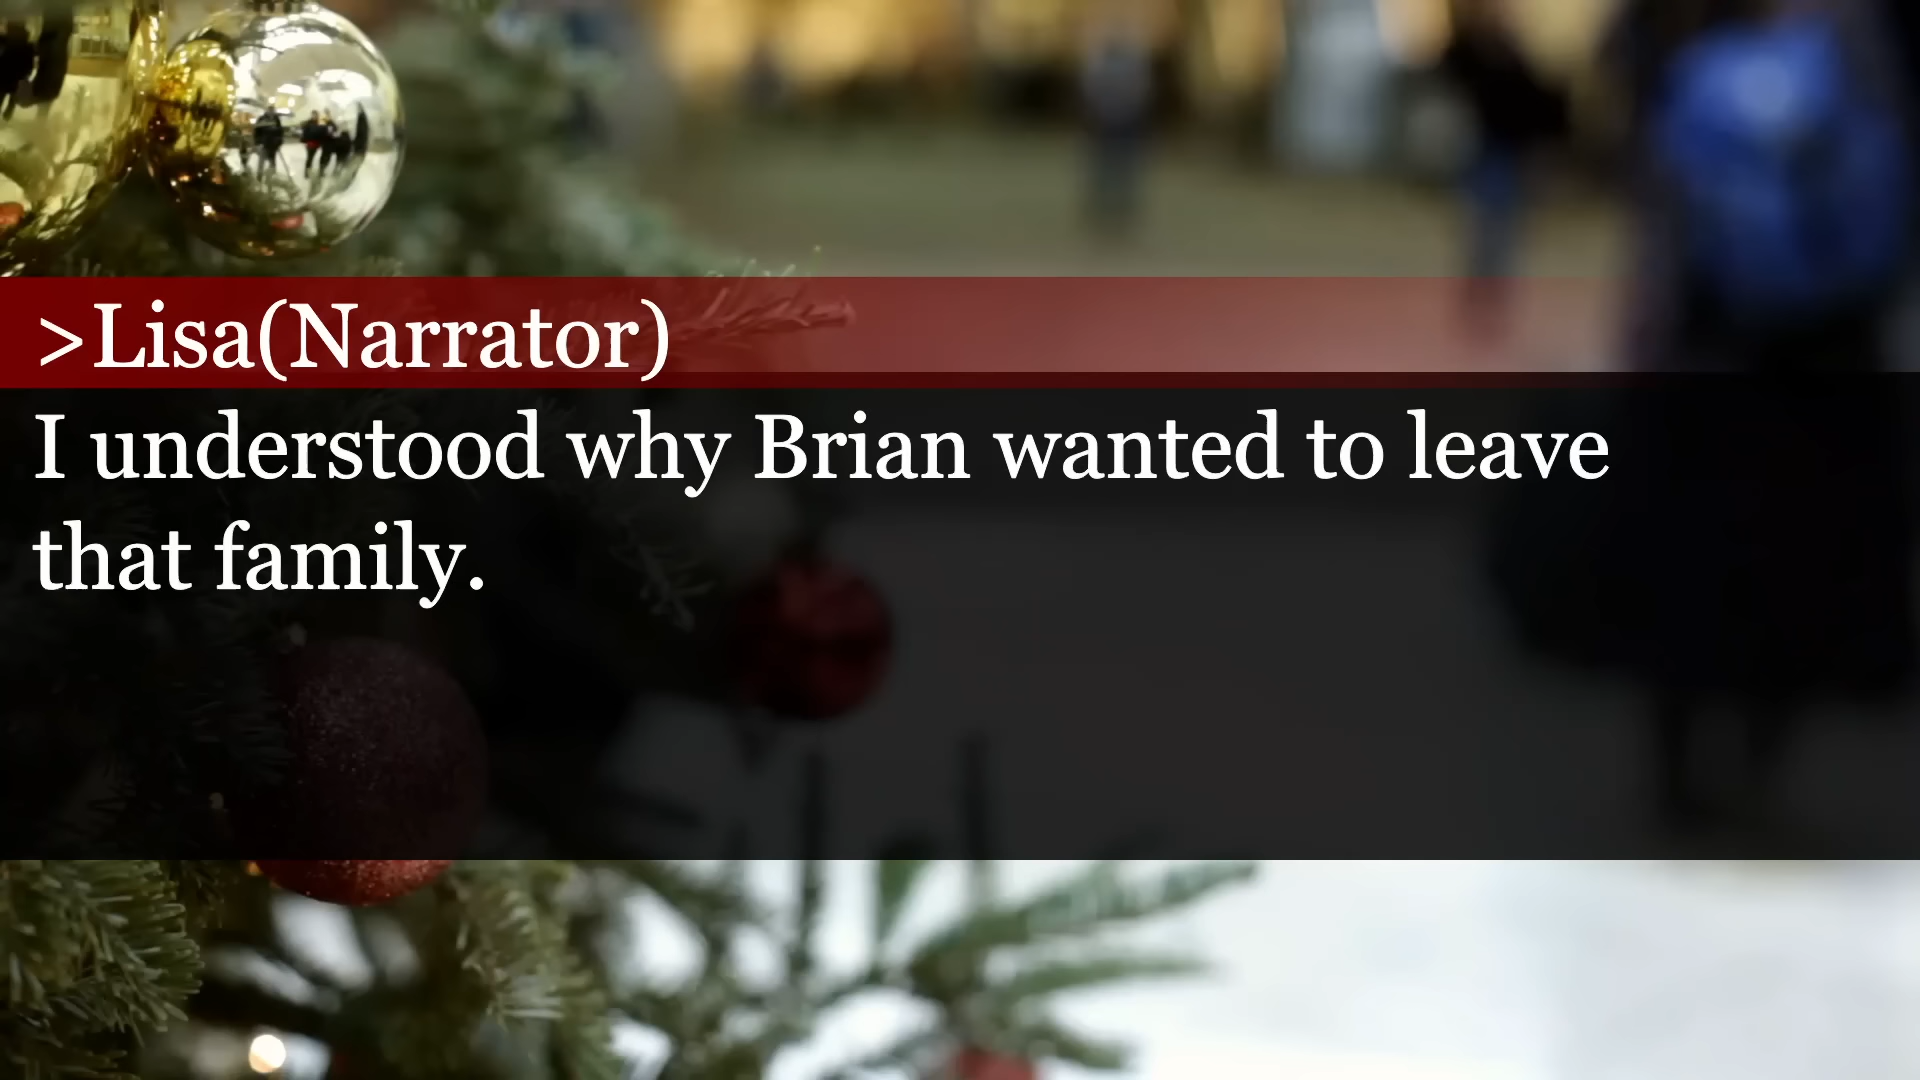 >Lisa(Narrator)
I understood why Brian wanted to leave
that family.